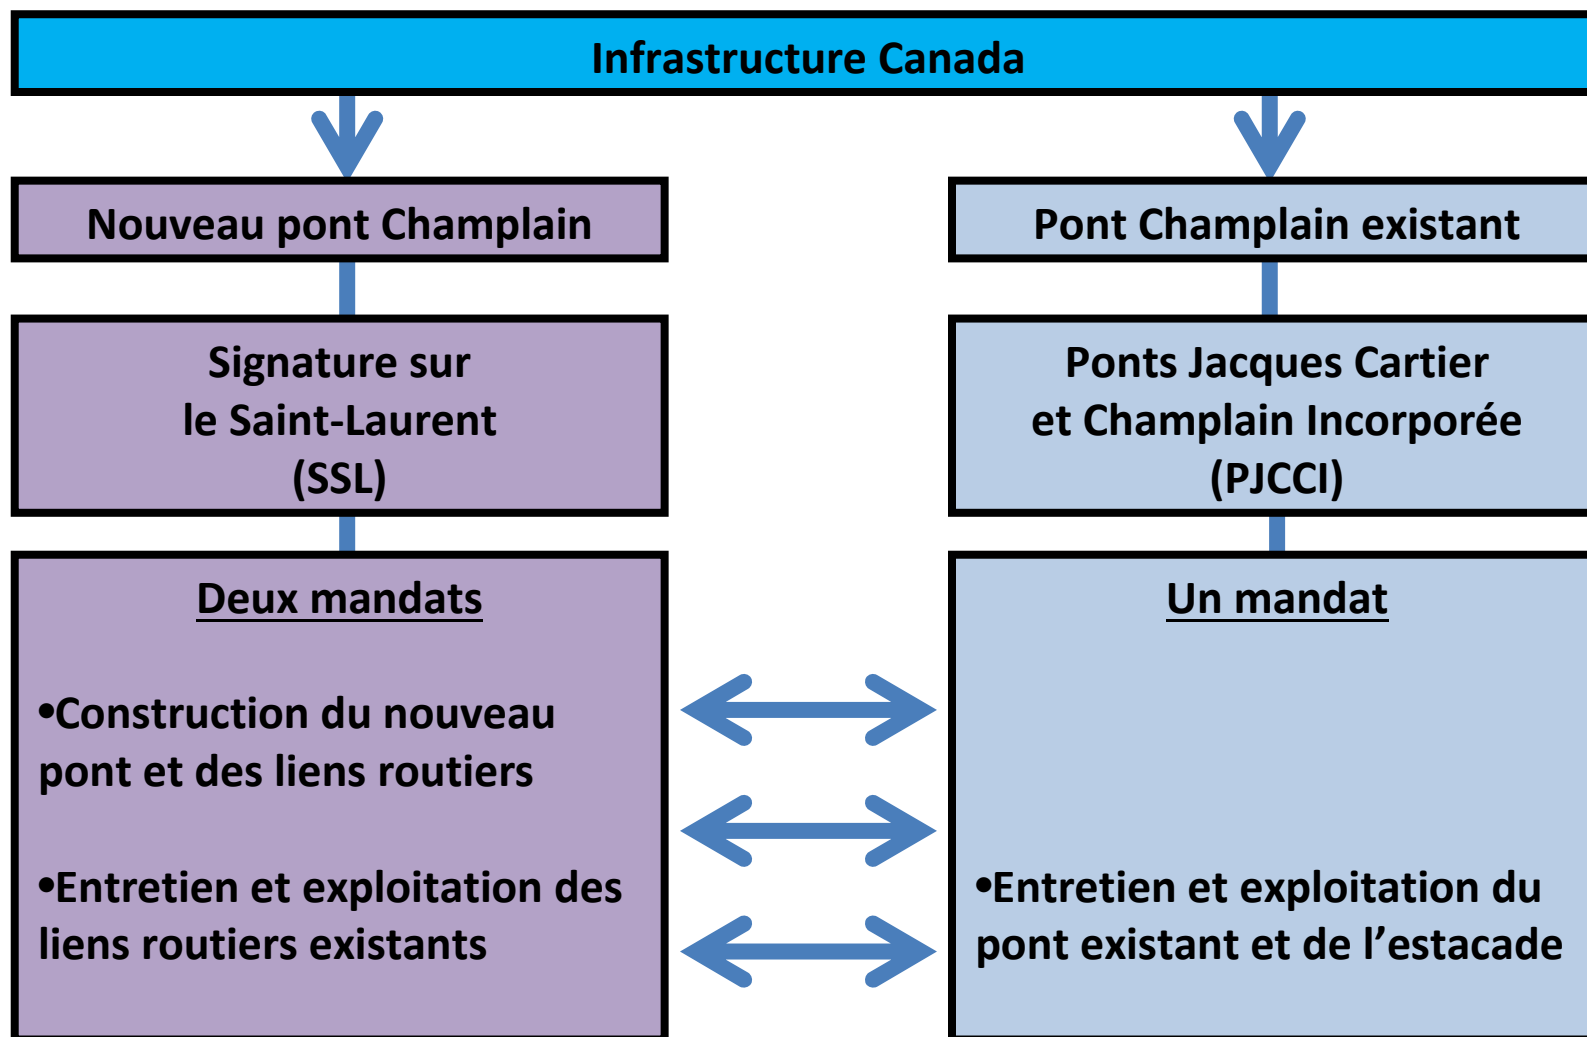 Infrastructure Canada
Nouveau pont Champlain
Pont Champlain existant
Signature sur
le Saint-Laurent
(SSL)
Ponts Jacques Cartier
et Champlain Incorporée
(PJCCI)
Deux mandats
•Construction du nouveau
pont et des liens routiers
•Entretien et exploitation des
liens routiers existants
Un mandat
•Entretien et exploitation du
pont existant et de l’estacade